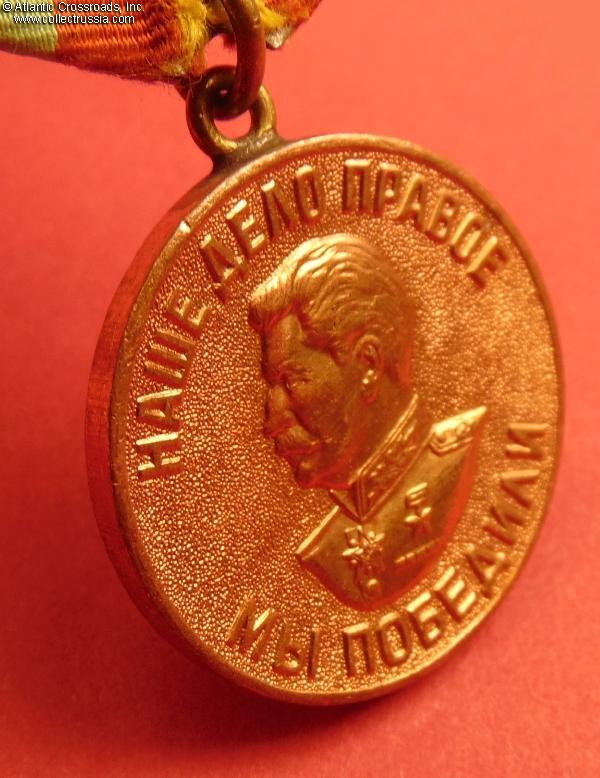 © Atlantic Crossroads, Inc.
www.collectrussia.com
НАШЕ ДЕЛО ПРАВОЕ
МЫ ПОБЕДИЛИ